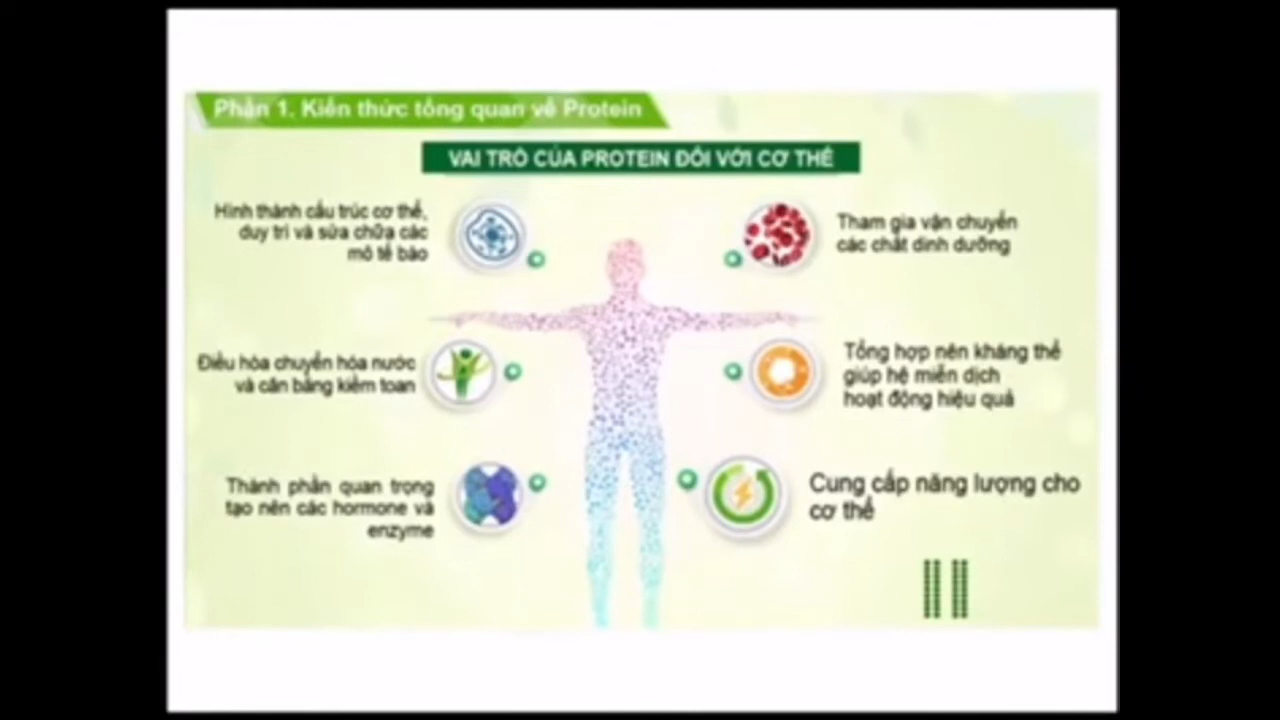 Phần 1. Kiến thức tổng quan về Protein
VAI TRÒ CỦA PROTEIN ĐỐI VỚI CƠ THỂ
Hình thành cấu trúc cơ thể,
duy trì và sửa chữa các
mô tế bào
Tham gia vận chuyển
các chất dinh dưỡng
Điều hòa chuyển hóa nước
và cân bằng kiềm toan
Tổng hợp nên kháng thể
giúp hệ miễn dịch
hoạt động hiệu quả
Thành phần quan trọng
tạo nên các hormone và
enzyme
Cung cấp năng lượng cho
cơ thể